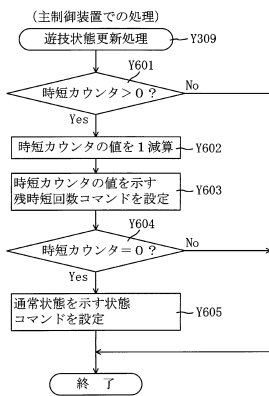 (主制御装置での処理)
遊技状態更新処理
Y309
Y601
時短カウンタ>0?
No
Yes
時短カウンタの値を1減算
Y602
時短カウンタの値を示す
残時短回数コマンドを設定
Y603
Y604
時短カウンタ=0?
No
Yes
通常状態を示す状態
コマンドを設定
Y605
終 了